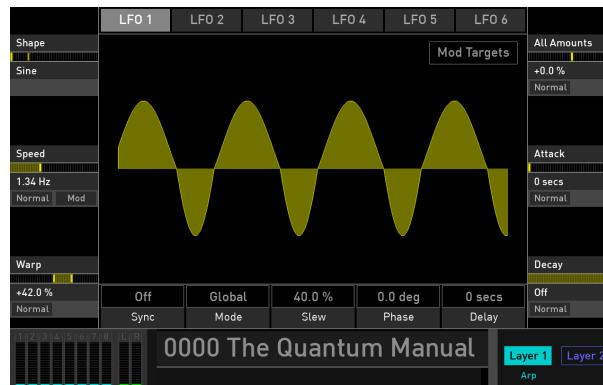 LFO 1 LFO 2 LFO 3 LFO 4 LFO 5 LFO 6
Mod Targets
Shape
Sine
Speed
1.34 Hz
Normal Mod
Warp
+42.0 %
Normal
All Amounts
+0.0 %
Normal
Attack
0 secs
Normal
Decay
Off
Normal
Off Global 40.0 % 0.0 deg 0 secs
Sync Mode Slew Phase Delay
1 2 3 4 5 6 7 8 L R
0000 The Quantum Manual
Layer 1 Layer 2
Arp